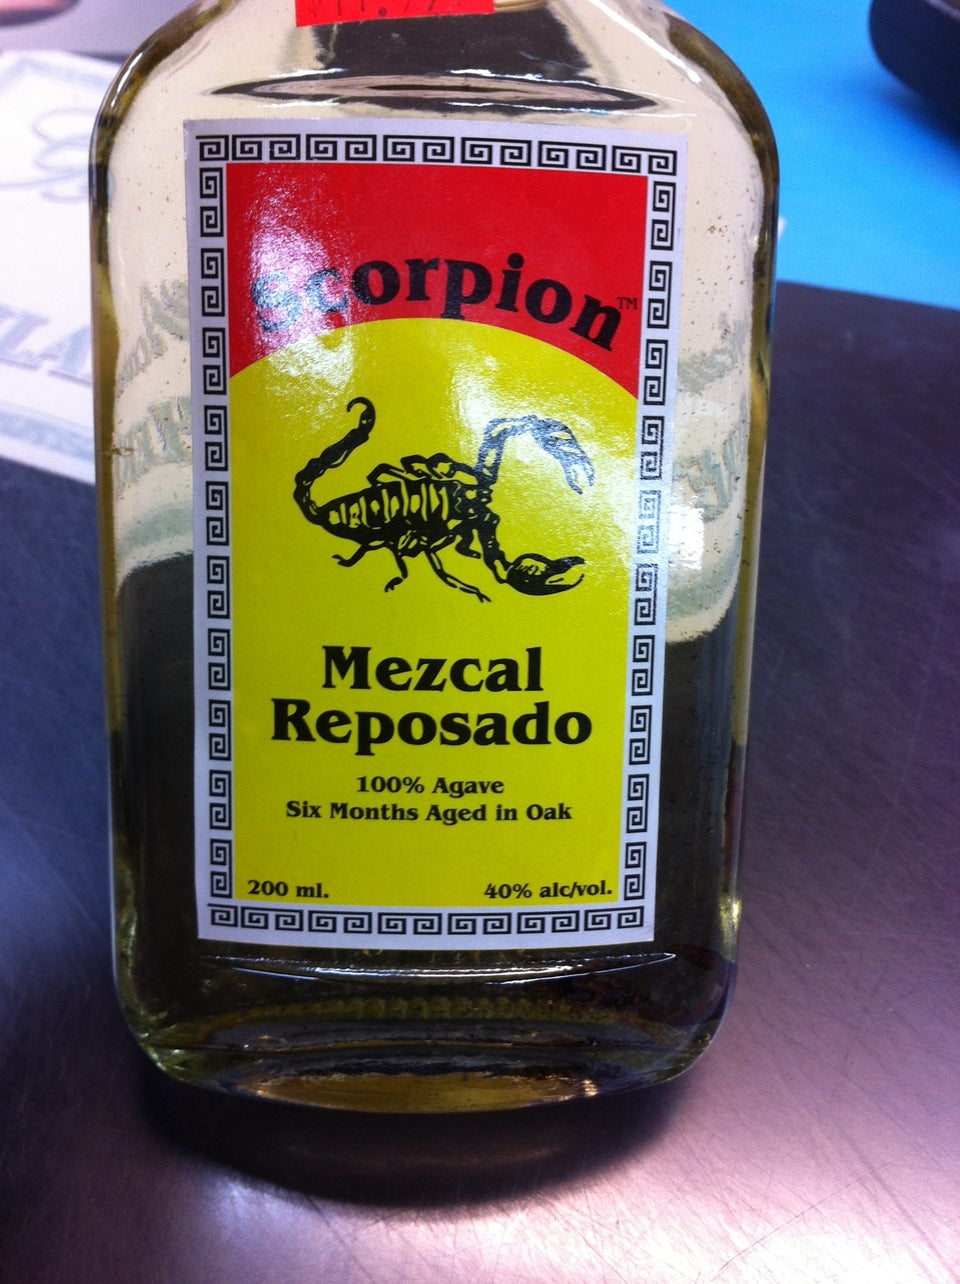 Scorpion™
Mezcal
Reposado
100% Agave
Six Months Aged in Oak
200 ml.
40% alc/vol.